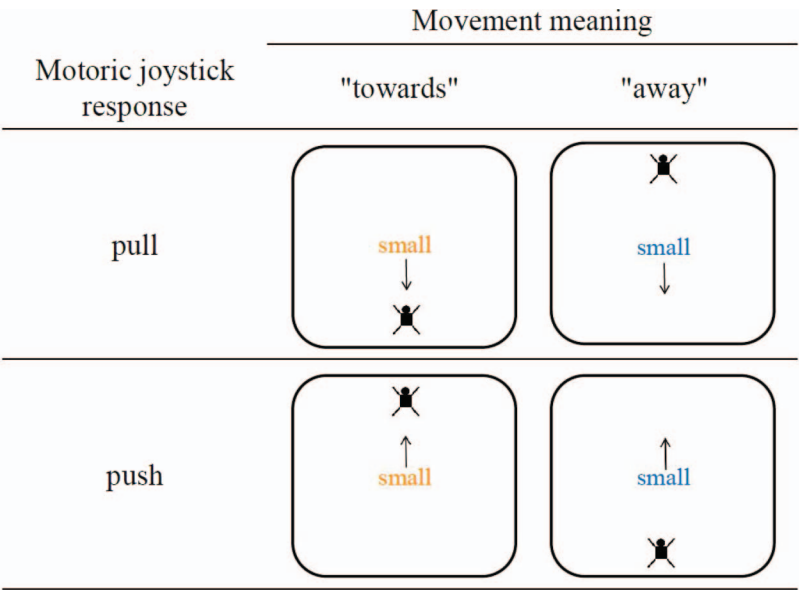 Movement meaning
Motoric joystick
response
"towards"
"away"
pull
small
small
push
small
small